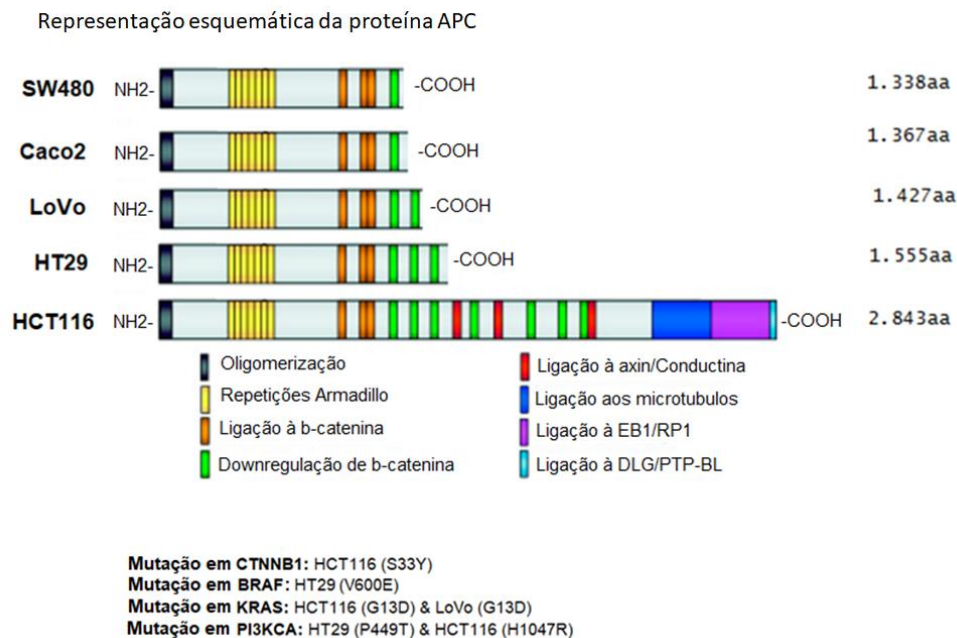 Representação esquemática da proteína APC
SW480 NH2- -COOH 1.338aa
Caco2 NH2- -COOH 1.367aa
LoVo NH2- -COOH 1.427aa
HT29 NH2- -COOH 1.555aa
HCT116 NH2- -COOH 2.843aa
Oligomerização
Repetições Armadillo
Ligação à b-catenina
Downregulação de b-catenina
Ligação à axin/Conductina
Ligação aos microtubulos
Ligação à EB1/RP1
Ligação à DLG/PTP-BL
Mutação em CTNNB1: HCT116 (S33Y)
Mutação em BRAF: HT29 (V600E)
Mutação em KRAS: HCT116 (G13D) & LoVo (G13D)
Mutação em PI3KCA: HT29 (P449T) & HCT116 (H1047R)